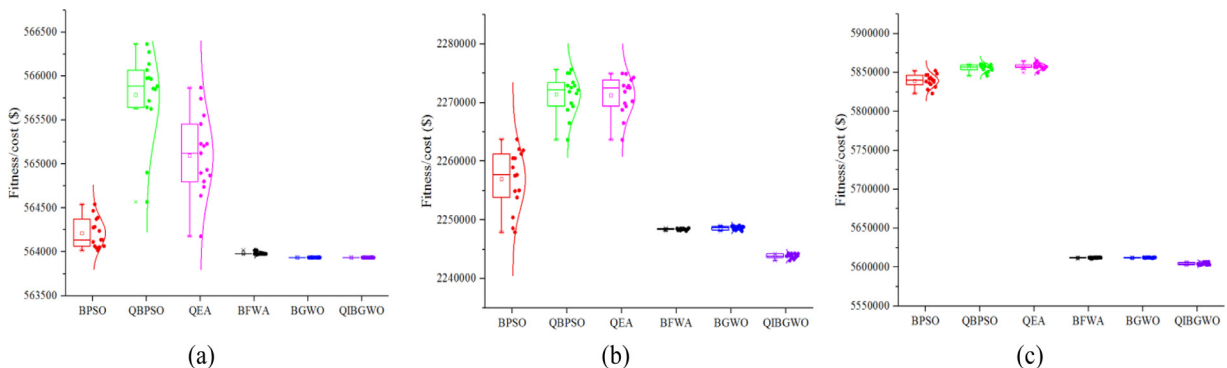 Fitness/cost ($)
566500
566000
565500
565000
564500
564000
563500
BPSO QBPSO QEA BFWA BGWO QIBGWO
(a)
Fitness/cost ($)
2280000
2270000
2260000
2250000
2240000
BPSO QBPSO QEA BFWA BGWO QIBGWO
(b)
Fitness/cost ($)
5900000
5850000
5800000
5750000
5700000
5650000
5600000
5550000
BPSO QBPSO QEA BFWA BGWO QIBGWO
(c)